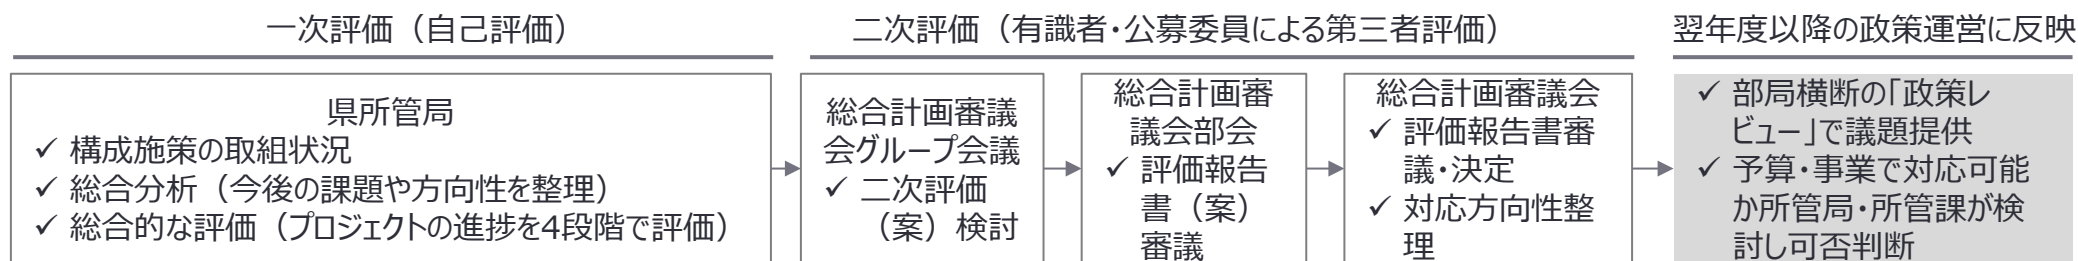 一次評価（自己評価）
県所管局
✓ 構成施策の取組状況
✓ 総合分析（今後の課題や方向性を整理）
✓ 総合的な評価（プロジェクトの進捗を4段階で評価）
二次評価（有識者・公募委員による第三者評価）
総合計画審議
会グループ会議
✓ 二次評価
（案）検討
総合計画審
議会部会
✓ 評価報告
書（案）
審議
総合計画審議会
✓ 評価報告書審
議・決定
✓ 対応方向性整
理
翌年度以降の政策運営に反映
✓ 部局横断の「政策レ
ビュー」で議題提供
✓ 予算・事業で対応可能
か所管局・所管課が検
討し可否判断